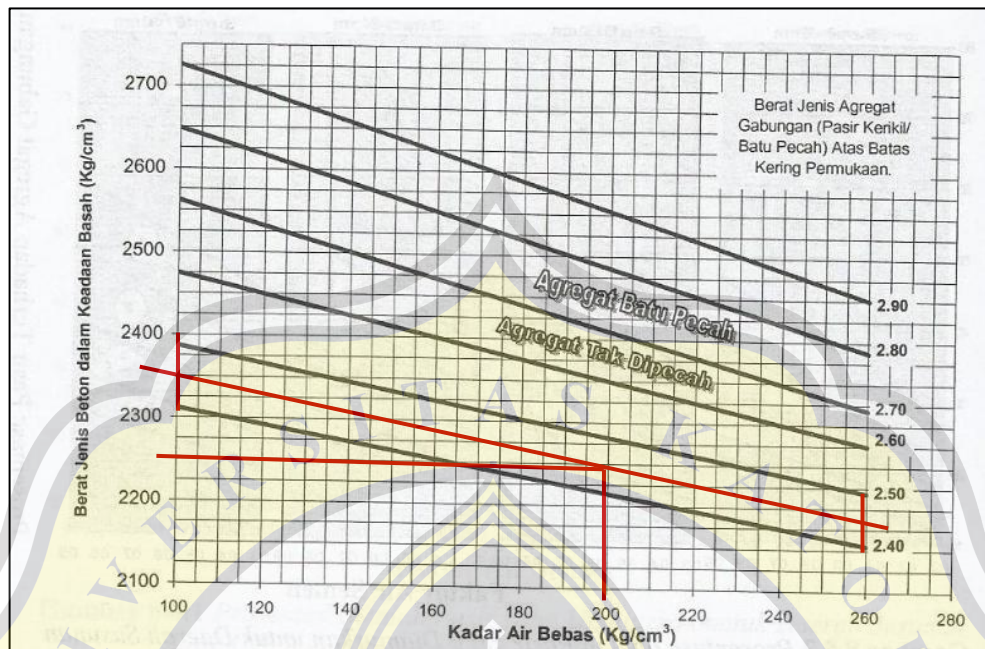 Berat Jenis Beton dalam Keadaan Basah (Kg/cm³)
2700
2600
2500
2400
2300
2200
2100
Berat Jenis Agregat
Gabungan (Pasir Kerikil/
Batu Pecah) Atas Batas
Kering Permukaan.
Agregat Batu Pecah
Agregat Tak Dipecah
2.90
2.80
2.70
2.60
2.50
2.40
100 120 140 160 180 200 220 240 260 280
Kadar Air Bebas (Kg/cm³)
VERSITAS KATO